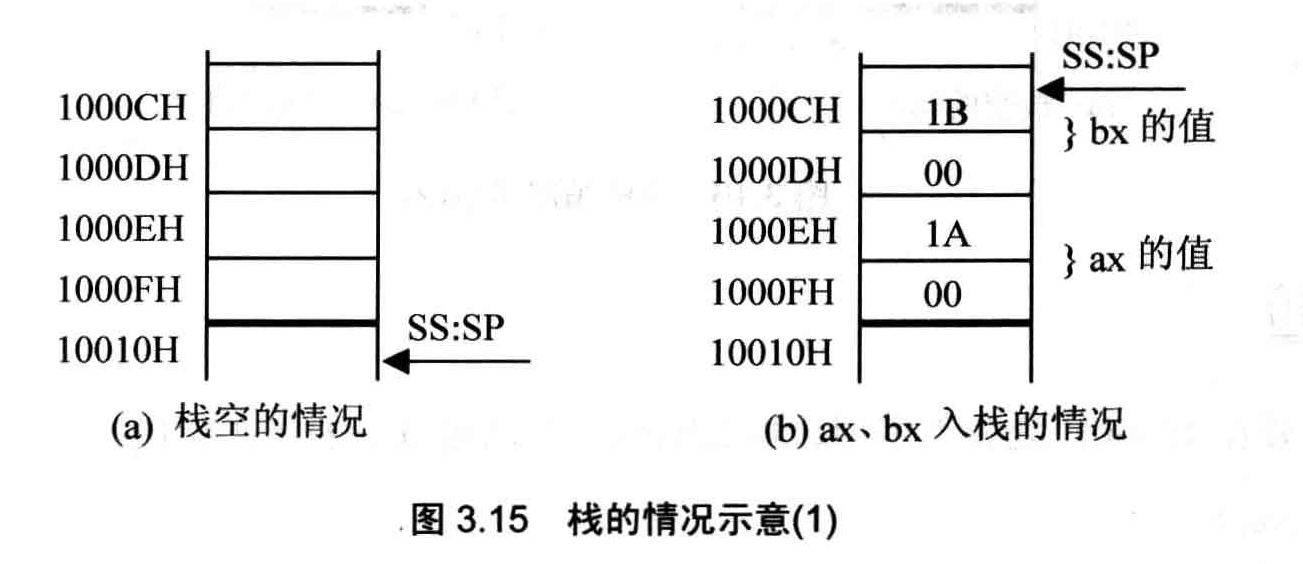 SS:SP
1000CH
1000CH 1B } bx 的值
1000DH
1000DH 00
1000EH
1000EH 1A } ax 的值
1000FH
1000FH 00
10010H SS:SP
10010H
(a) 栈空的情况
(b) ax、bx 入栈的情况
图 3.15 栈的情况示意(1)